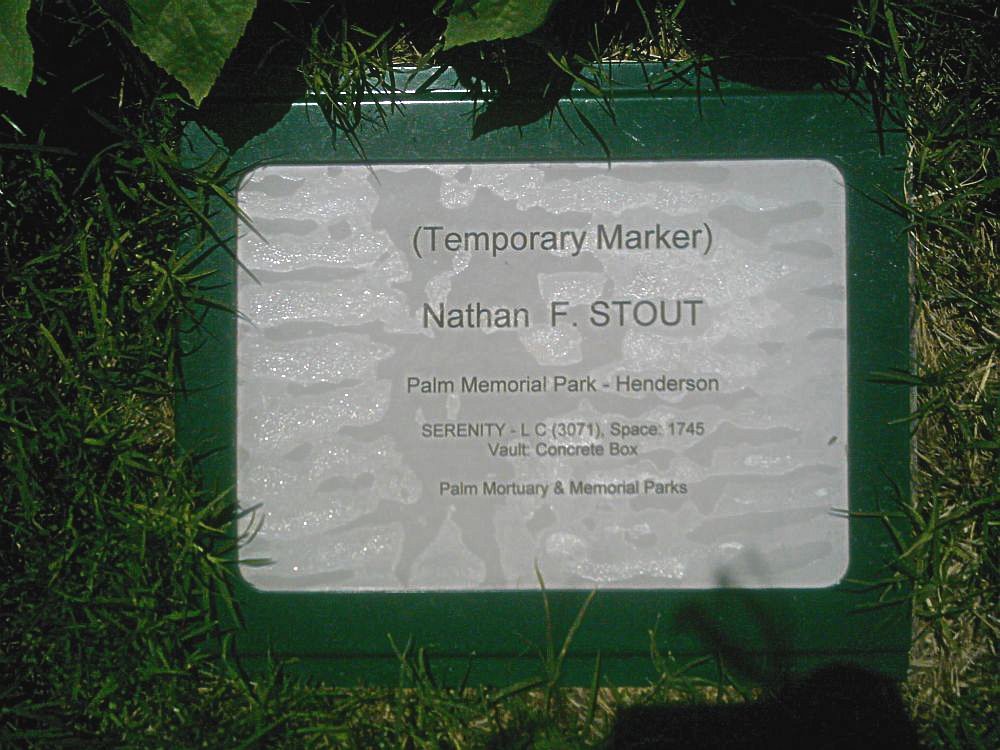 (Temporary Marker)
Nathan F. STOUT
Palm Memorial Park - Henderson
SERENITY - L C (3071), Space: 1745
Vault: Concrete Box
Palm Mortuary & Memorial Parks